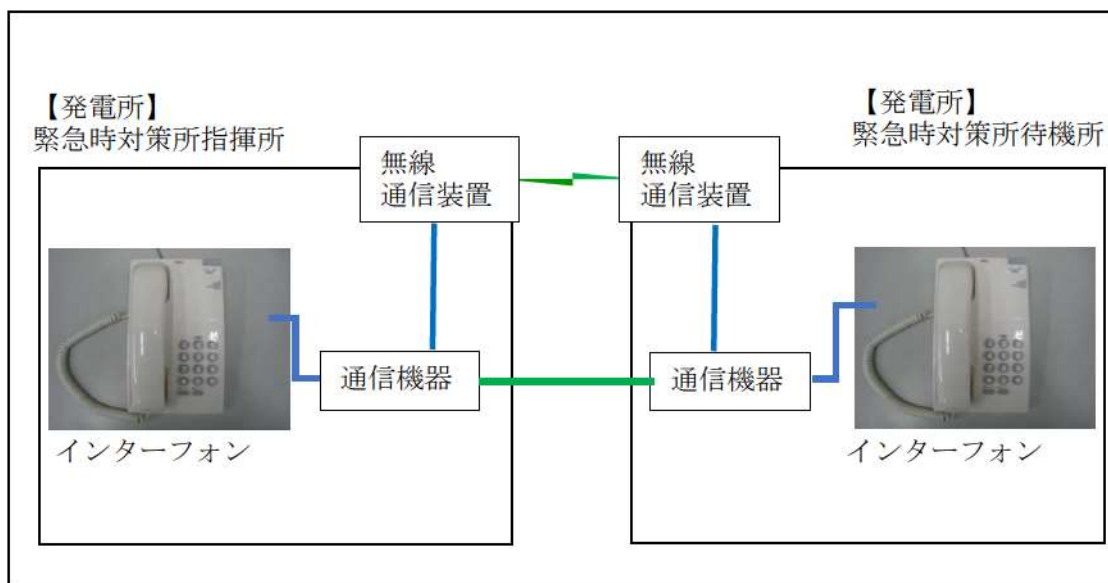 【発電所】
緊急時対策所指揮所
【発電所】
緊急時対策所待機所
無線
通信装置
無線
通信装置
通信機器
通信機器
インターフォン
インターフォン